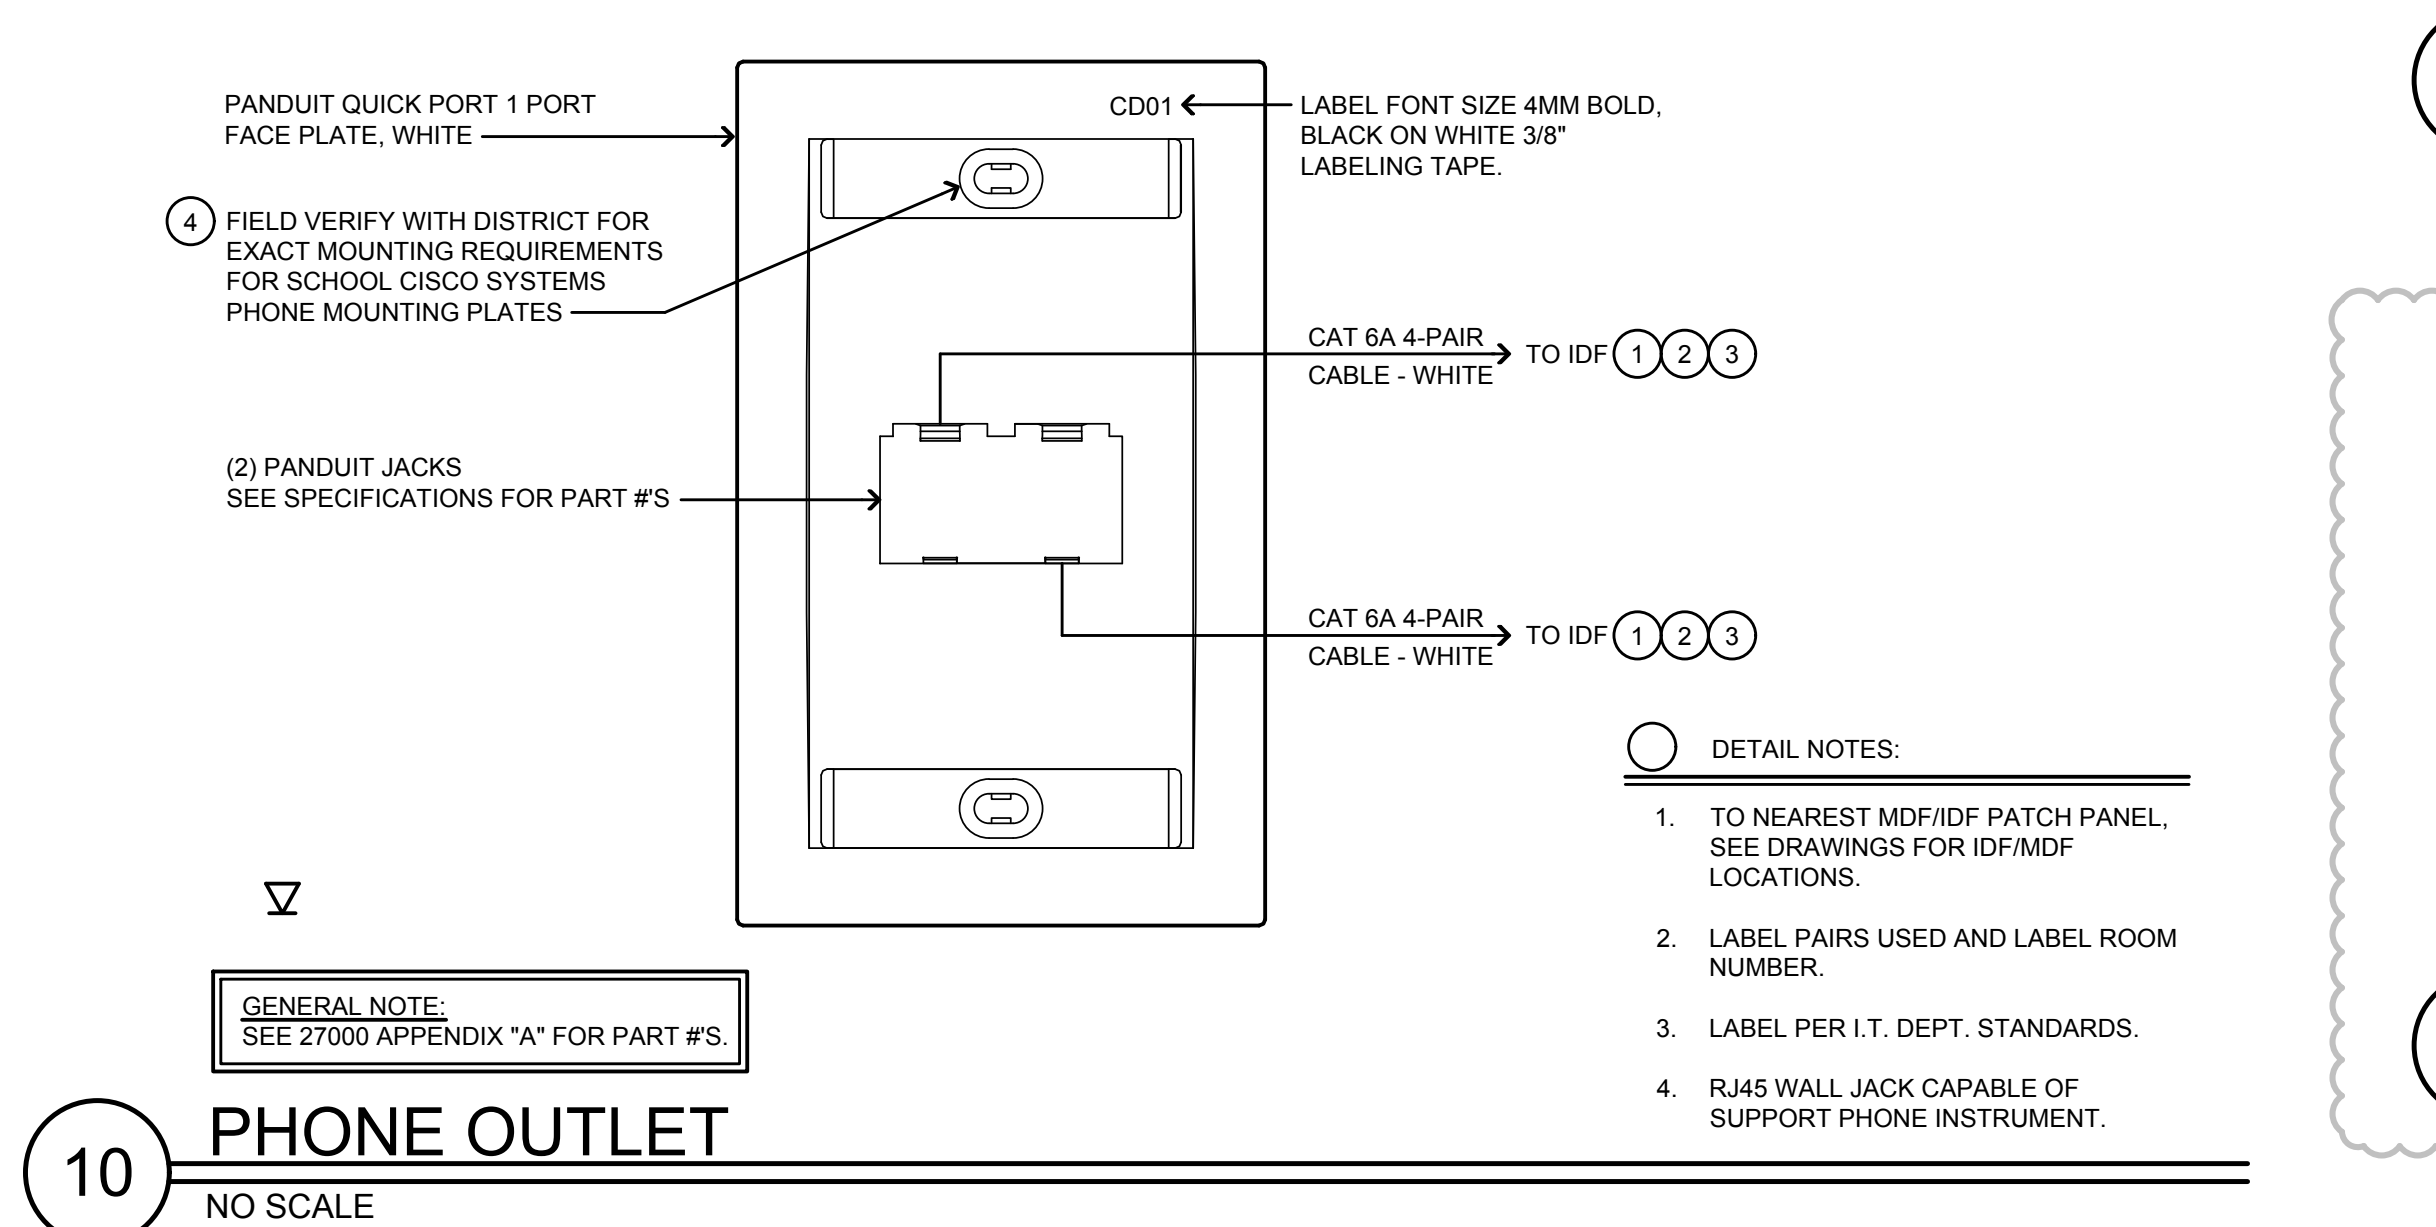 PANDUIT QUICK PORT 1 PORT
FACE PLATE, WHITE
CD01
LABEL FONT SIZE 4MM BOLD,
BLACK ON WHITE 3/8"
LABELING TAPE.
4
FIELD VERIFY WITH DISTRICT FOR
EXACT MOUNTING REQUIREMENTS
FOR SCHOOL CISCO SYSTEMS
PHONE MOUNTING PLATES
CAT 6A 4-PAIR
CABLE - WHITE
TO IDF 1 2 3
(2) PANDUIT JACKS
SEE SPECIFICATIONS FOR PART #'S
CAT 6A 4-PAIR
CABLE - WHITE
TO IDF 1 2 3
DETAIL NOTES:
1. TO NEAREST MDF/IDF PATCH PANEL,
SEE DRAWINGS FOR IDF/MDF
LOCATIONS.
2. LABEL PAIRS USED AND LABEL ROOM
NUMBER.
3. LABEL PER I.T. DEPT. STANDARDS.
4. RJ45 WALL JACK CAPABLE OF
SUPPORT PHONE INSTRUMENT.
GENERAL NOTE:
SEE 27000 APPENDIX "A" FOR PART #'S.
10
PHONE OUTLET
NO SCALE